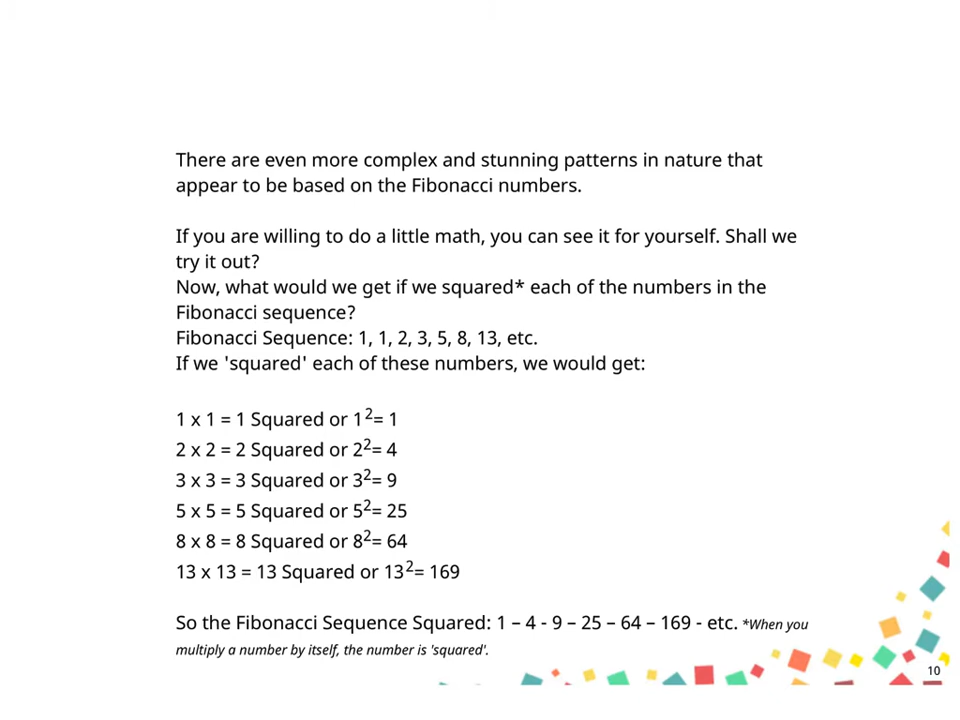 There are even more complex and stunning patterns in nature that
appear to be based on the Fibonacci numbers.
If you are willing to do a little math, you can see it for yourself. Shall we
try it out?
Now, what would we get if we squared* each of the numbers in the
Fibonacci sequence?
Fibonacci Sequence: 1, 1, 2, 3, 5, 8, 13, etc.
If we 'squared' each of these numbers, we would get:
1 x 1 = 1 Squared or 1²= 1
2 x 2 = 2 Squared or 2²= 4
3 x 3 = 3 Squared or 3²= 9
5 x 5 = 5 Squared or 5²= 25
8 x 8 = 8 Squared or 8²= 64
13 x 13 = 13 Squared or 13²= 169
So the Fibonacci Sequence Squared: 1 – 4 - 9 – 25 – 64 – 169 - etc. *When you
multiply a number by itself, the number is 'squared'.
10